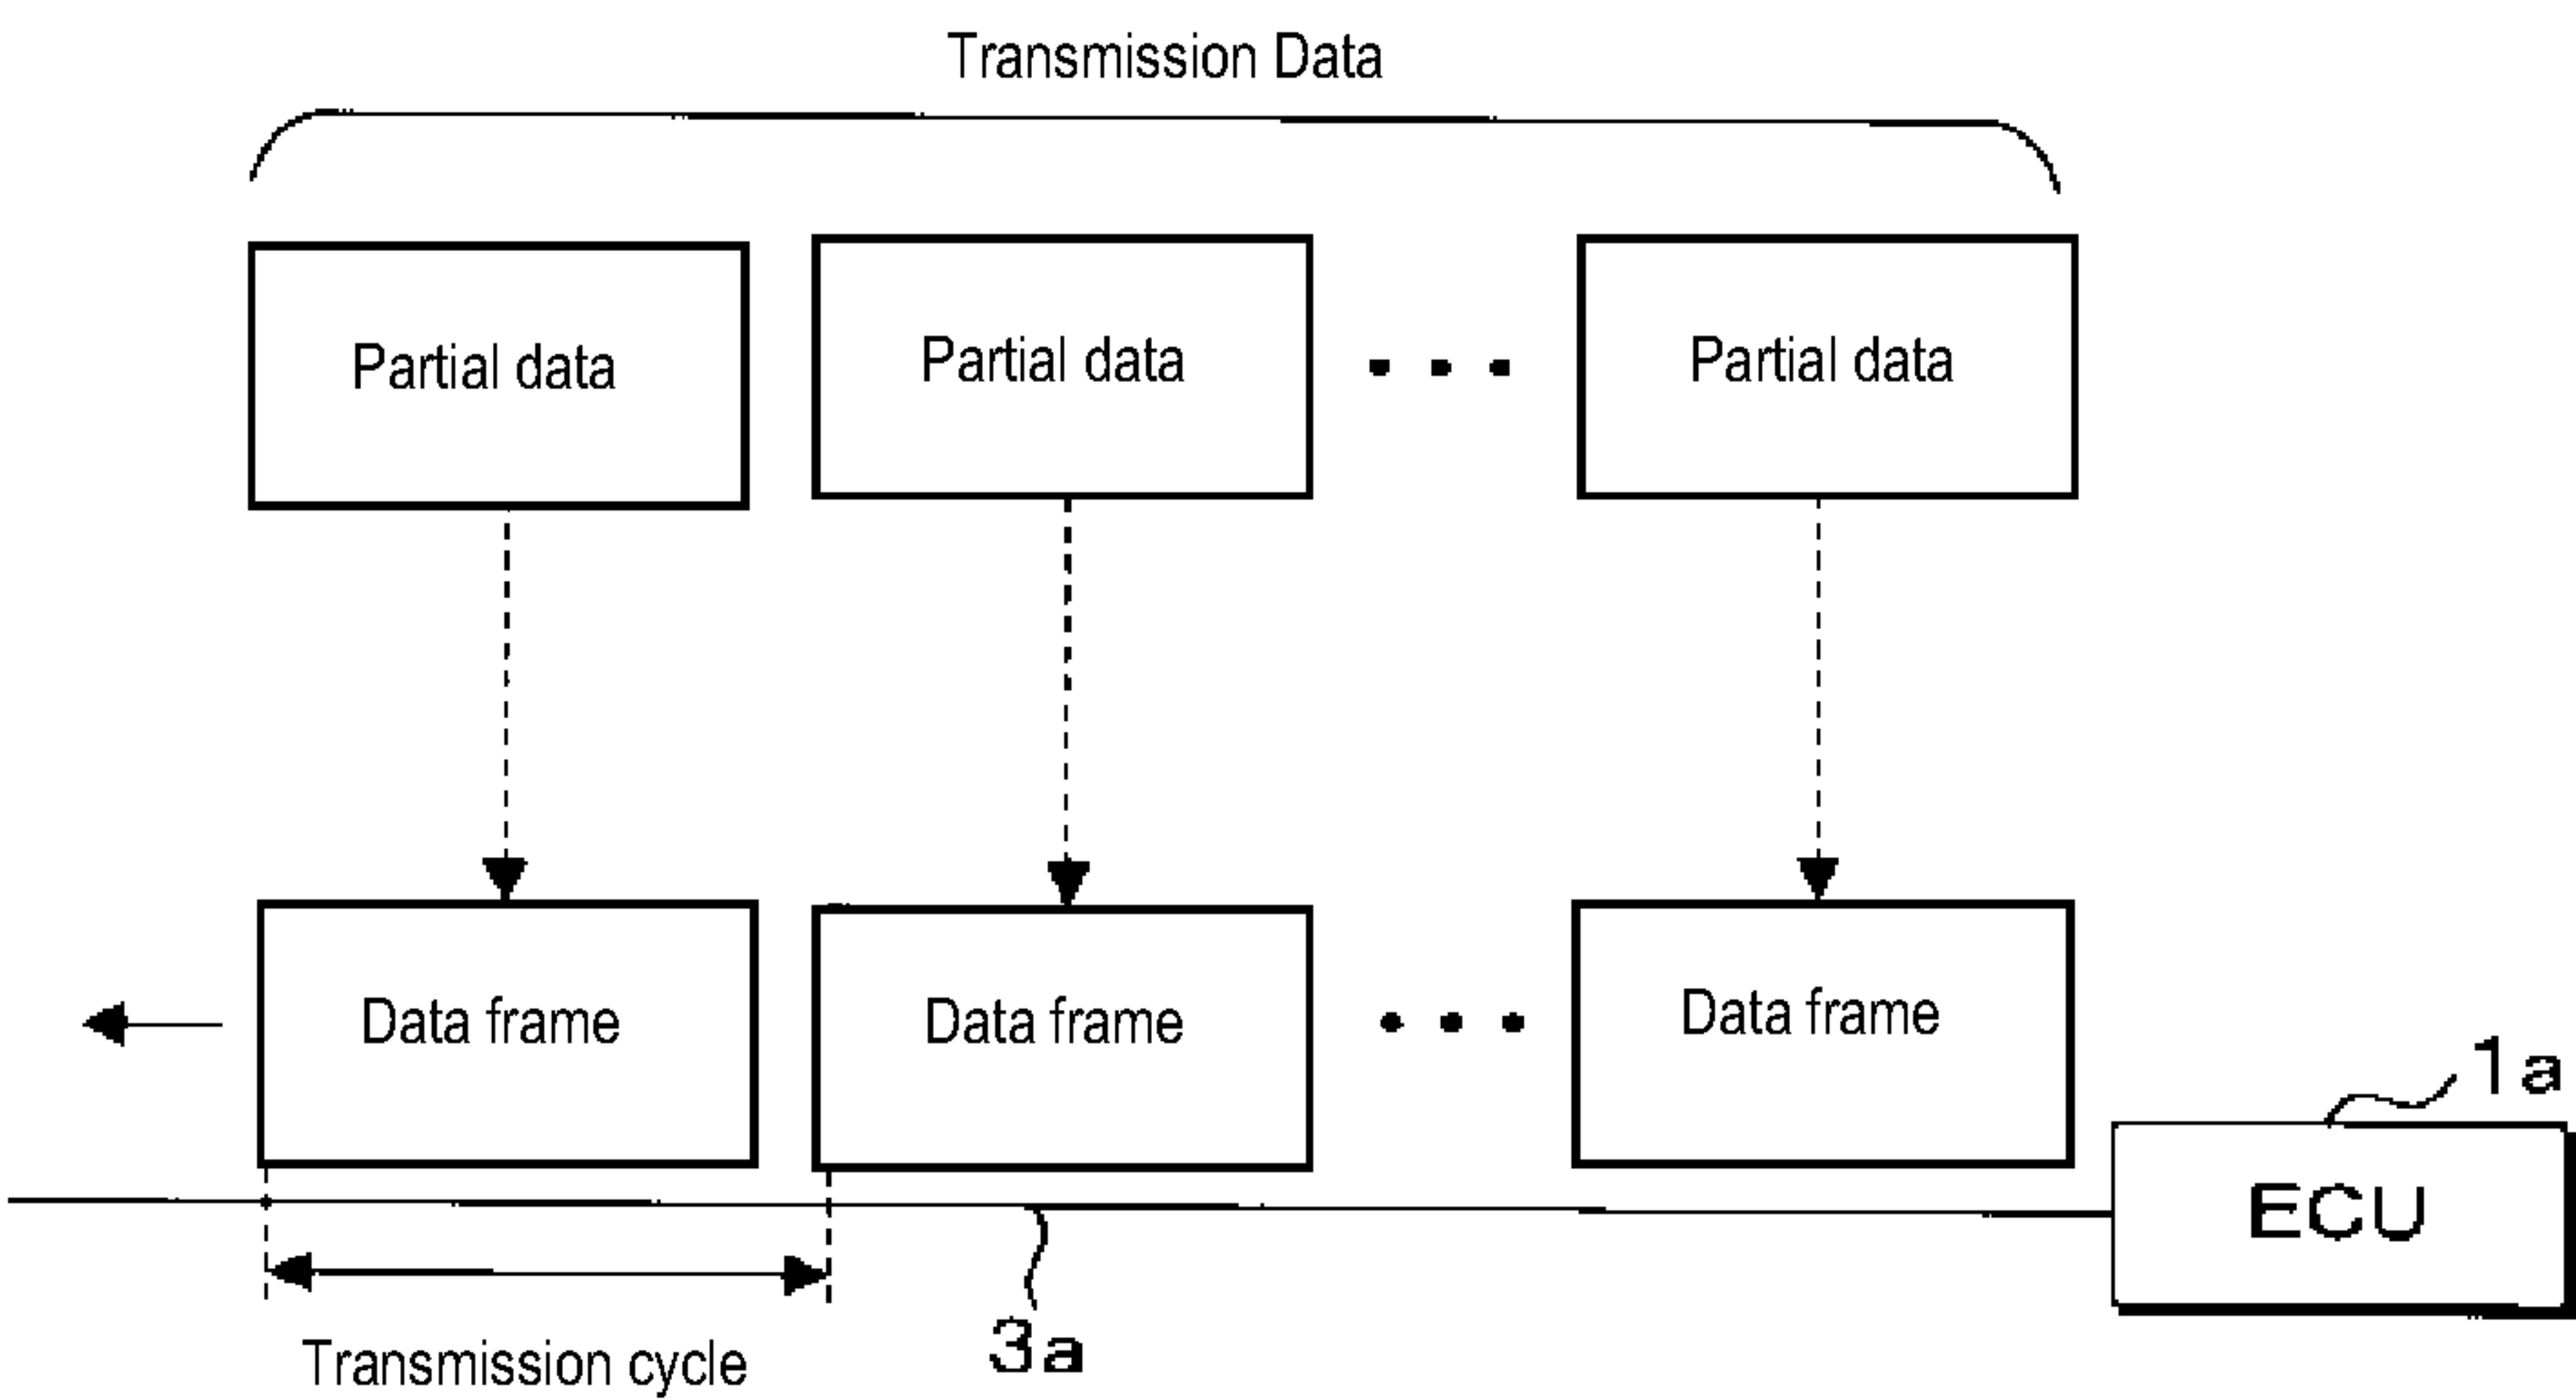 Transmission Data
Partial data
Partial data
Partial data
Data frame
Data frame
Data frame
1a
ECU
3a
Transmission cycle